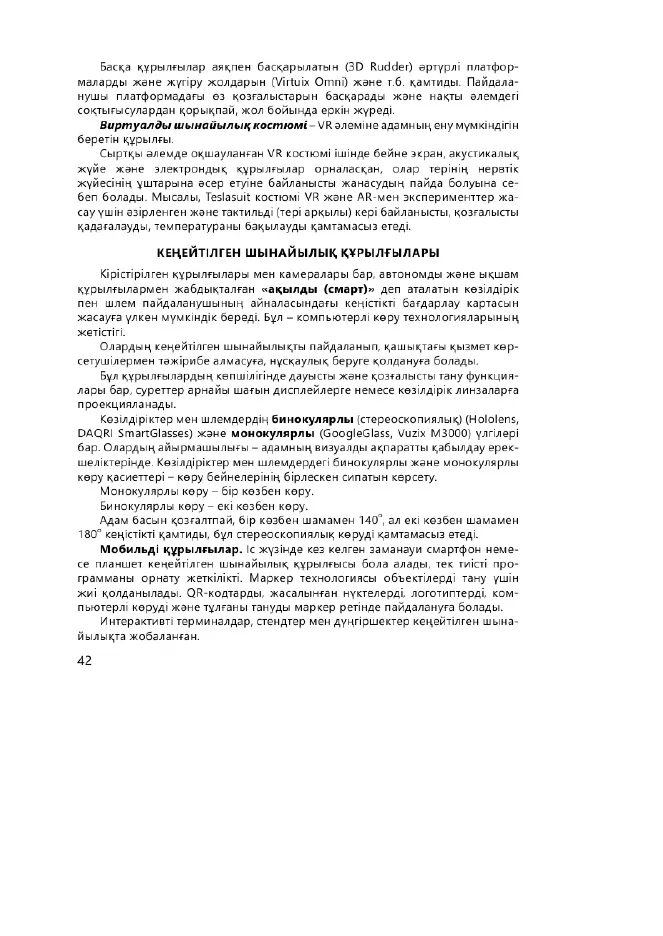 Басқа құрылғылар аяқпен басқарылатын (3D Rudder) әртүрлі платфор-
маларды және жүгіру жолдарын (Virtuix Omni) және т.б. қамтиды. Пайдала-
нушы платформадағы өз қозғалыстарын басқарады және нақты әлемдегі
соқтығысулардан қорықпай, жол бойында еркін жүреді.
Виртуалды шынайылық костюмі – VR әлеміне адамның ену мүмкіндігін
беретін құрылғы.
Сыртқы әлемде оқшауланған VR костюмі ішінде бейне экран, акустикалық
жүйе және электрондық құрылғылар орналасқан, олар терінің нервтік
жүйесінің ұштарына әсер етуіне байланысты жанасудың пайда болуына се-
беп болады. Мысалы, Teslasuit костюмі VR және AR-мен эксперименттер жа-
сау үшін әзірленген және тактильді (тері арқылы) кері байланысты, қозғалысты
қадағалауды, температураны бақылауды қамтамасыз етеді.
КЕҢЕЙТІЛГЕН ШЫНАЙЫЛЫҚ ҚҰРЫЛҒЫЛАРЫ
Кірістірілген құрылғылары мен камералары бар, автономды және ықшам
құрылғылармен жабдықталған «ақылды (смарт)» деп аталатын көзілдірік
пен шлем пайдаланушының айналасындағы кеңістікті бағдарлау картасын
жасауға үлкен мүмкіндік береді. Бұл – компьютерлі көру технологияларының
жетістігі.
Олардың кеңейтілген шынайылықты пайдаланып, қашықтағы қызмет көр-
сетушілермен тәжірибе алмасуға, нұсқаулық беруге қолдануға болады.
Бұл құрылғылардың көпшілігінде дауысты және қозғалысты тану функция-
лары бар, суреттер арнайы шағын дисплейлерге немесе көзілдірік линзаларға
проекцияланады.
Көзілдіріктер мен шлемдердің бинокулярлы (стереоскопиялық) (Hololens,
DAQRI SmartGlasses) және монокулярлы (GoogleGlass, Vuzix M3000) үлгілері
бар. Олардың айырмашылығы – адамның визуалды ақпаратты қабылдау ерек-
шеліктерінде. Көзілдіріктер мен шлемдердегі бинокулярлы және монокулярлы
көру қасиеттері – көру бейнелерінің бірлескен сипатын көрсету.
Монокулярлы көру – бір көзбен көру.
Бинокулярлы көру – екі көзбен көру.
Адам басын қозғалтпай, бір көзбен шамамен 140°, ал екі көзбен шамамен
180° кеңістікті қамтиды, бұл стереоскопиялық көруді қамтамасыз етеді.
Мобильді құрылғылар. Іс жүзінде кез келген заманауи смартфон неме-
се планшет кеңейтілген шынайылық құрылғысы бола алады, тек тиісті про-
грамманы орнату жеткілікті. Маркер технологиясы объектілерді тану үшін
жиі қолданылады. QR-кодтарды, жасалынған нүктелерді, логотиптерді, ком-
пьютерлі көруді және тұлғаны тануды маркер ретінде пайдалануға болады.
Интерактивті терминалдар, стендтер мен дүңгіршектер кеңейтілген шына-
йылықта жобаланған.
42